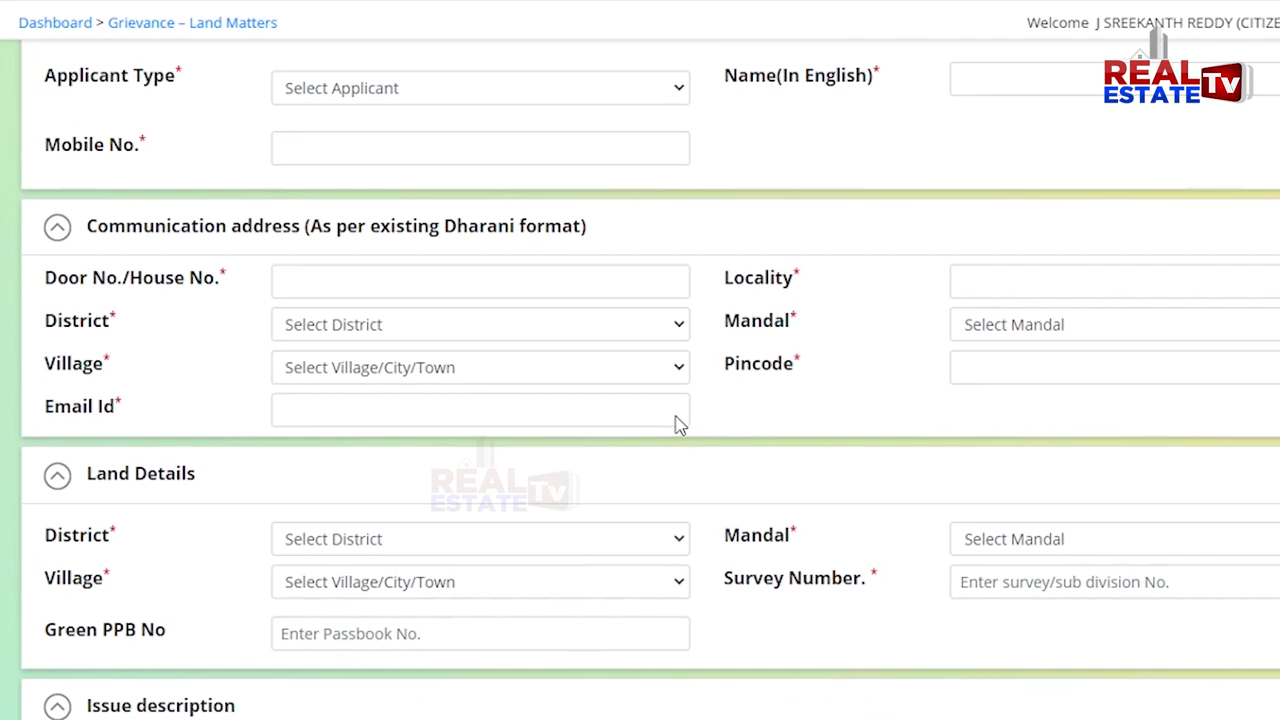 Dashboard > Grievance – Land Matters
Welcome J SREEKANTH REDDY (CITIZE
REAL ESTATE TV
Applicant Type*
Select Applicant
Name(In English)*
Mobile No.*
Communication address (As per existing Dharani format)
Door No./House No.*
Locality*
District*
Select District
Mandal*
Select Mandal
Village*
Select Village/City/Town
Pincode*
Email Id*
Land Details
REAL ESTATE TV
District*
Select District
Mandal*
Select Mandal
Village*
Select Village/City/Town
Survey Number. *
Enter survey/sub division No.
Green PPB No
Enter Passbook No.
Issue description